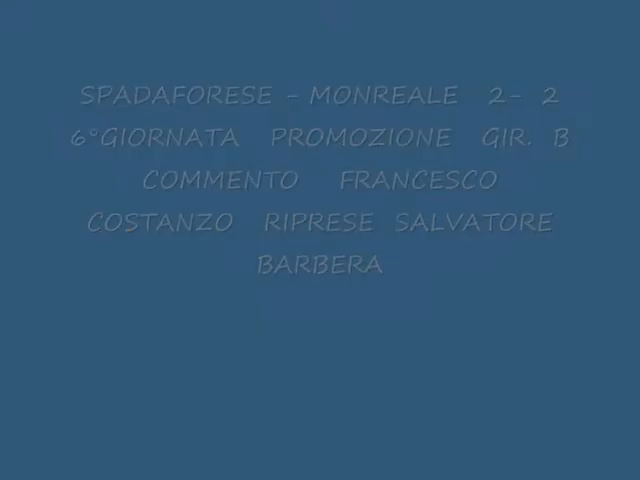 SPADAFORESE - MONREALE 2- 2
6°GIORNATA PROMOZIONE GIR. B
COMMENTO FRANCESCO
COSTANZO RIPRESE SALVATORE
BARBERA